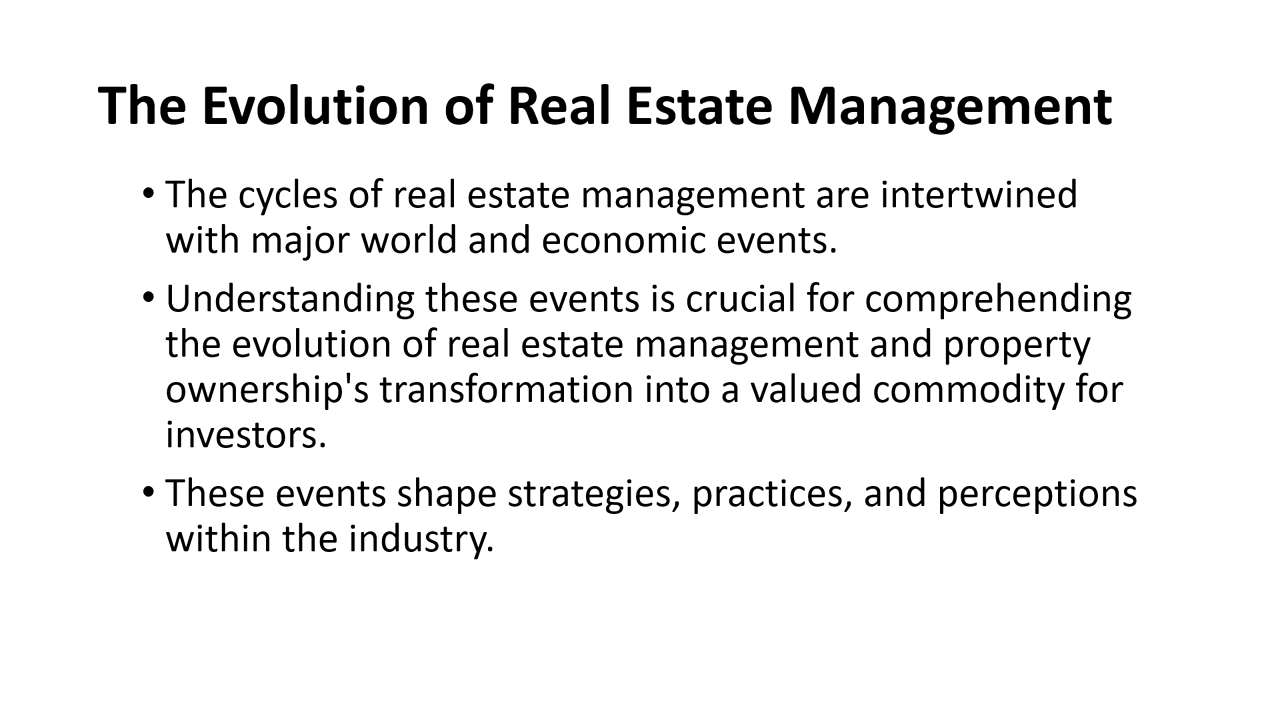 The Evolution of Real Estate Management
• The cycles of real estate management are intertwined
with major world and economic events.
• Understanding these events is crucial for comprehending
the evolution of real estate management and property
ownership's transformation into a valued commodity for
investors.
• These events shape strategies, practices, and perceptions
within the industry.